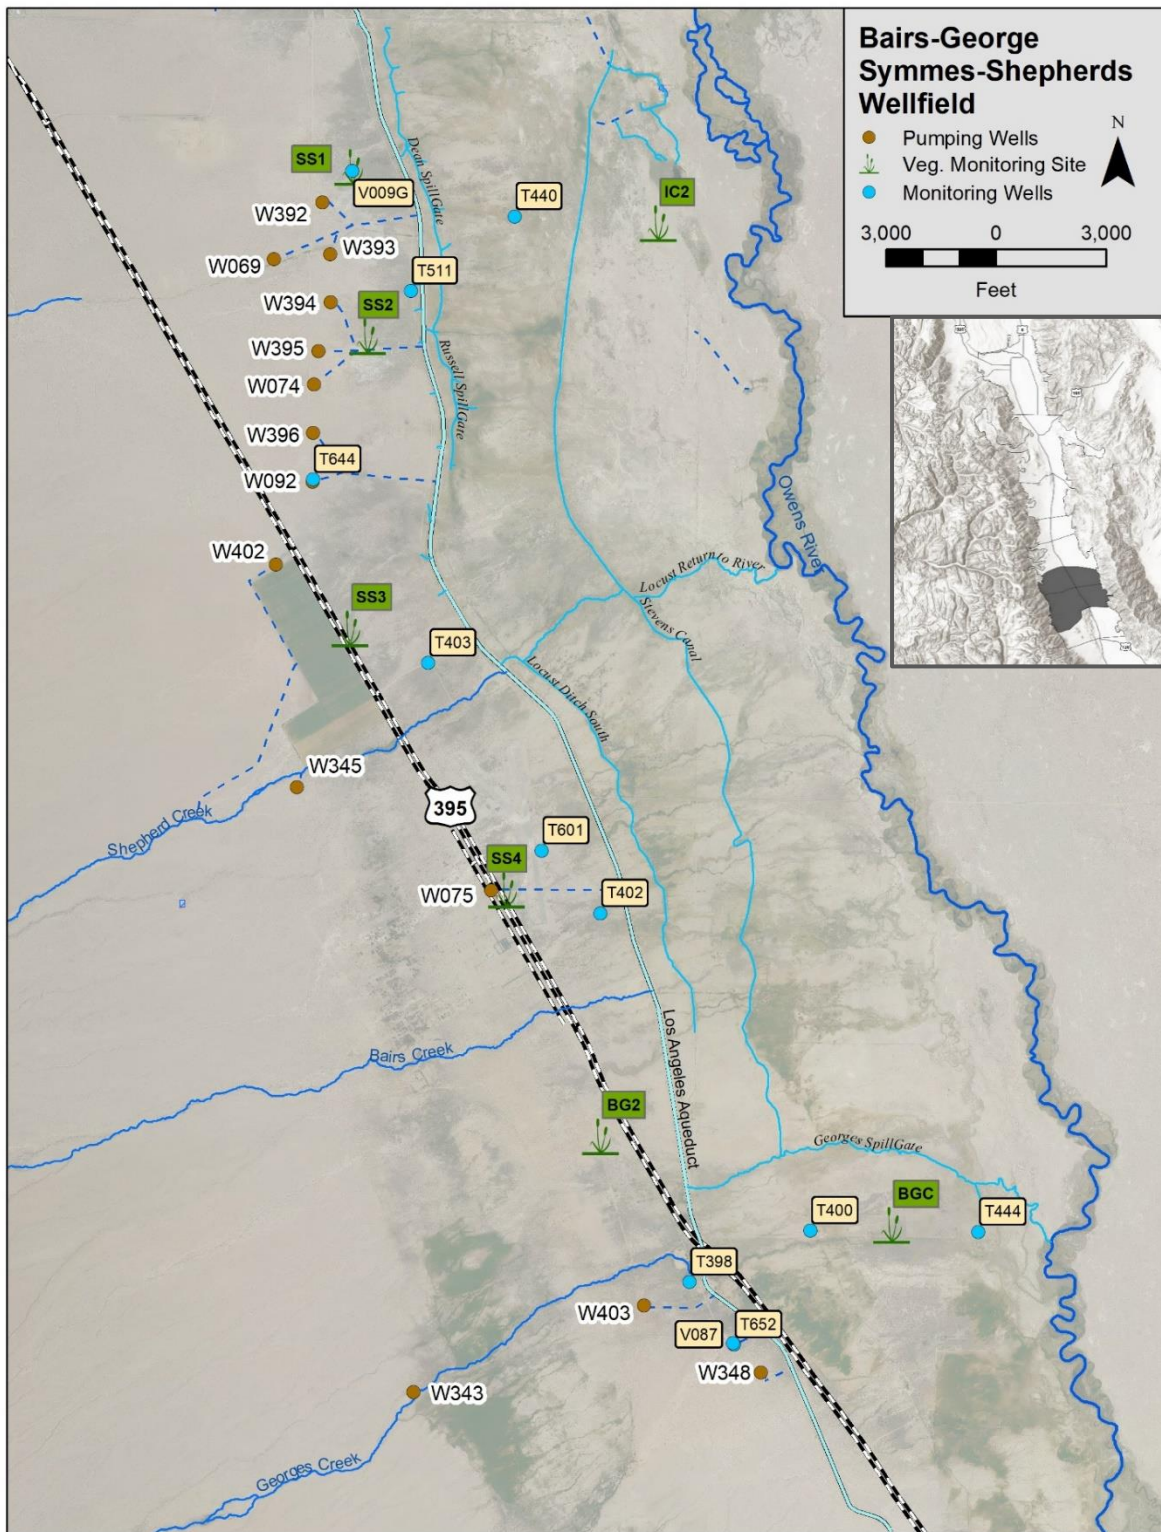 Bairs-George
Symmes-Shepherds
Wellfield
Pumping Wells
Veg. Monitoring Site
Monitoring Wells
N
3,000 0 3,000
Feet
SS1
V009G
W392
W069
W393
Dean SpillGate
T440
IC2
T511
W394
SS2
W395
W074
Russell SpillGate
W396
T644
W092
Owens River
W402
Locust Return to River
SS3
Stevens Canal
T403
Locust Ditch South
W345
395
Shepherd Creek
T601
SS4
W075
T402
Los Angeles Aqueduct
Bairs Creek
BG2
Georges SpillGate
T400
BGC
T444
T398
W403
T652
V087
W348
W343
Georges Creek